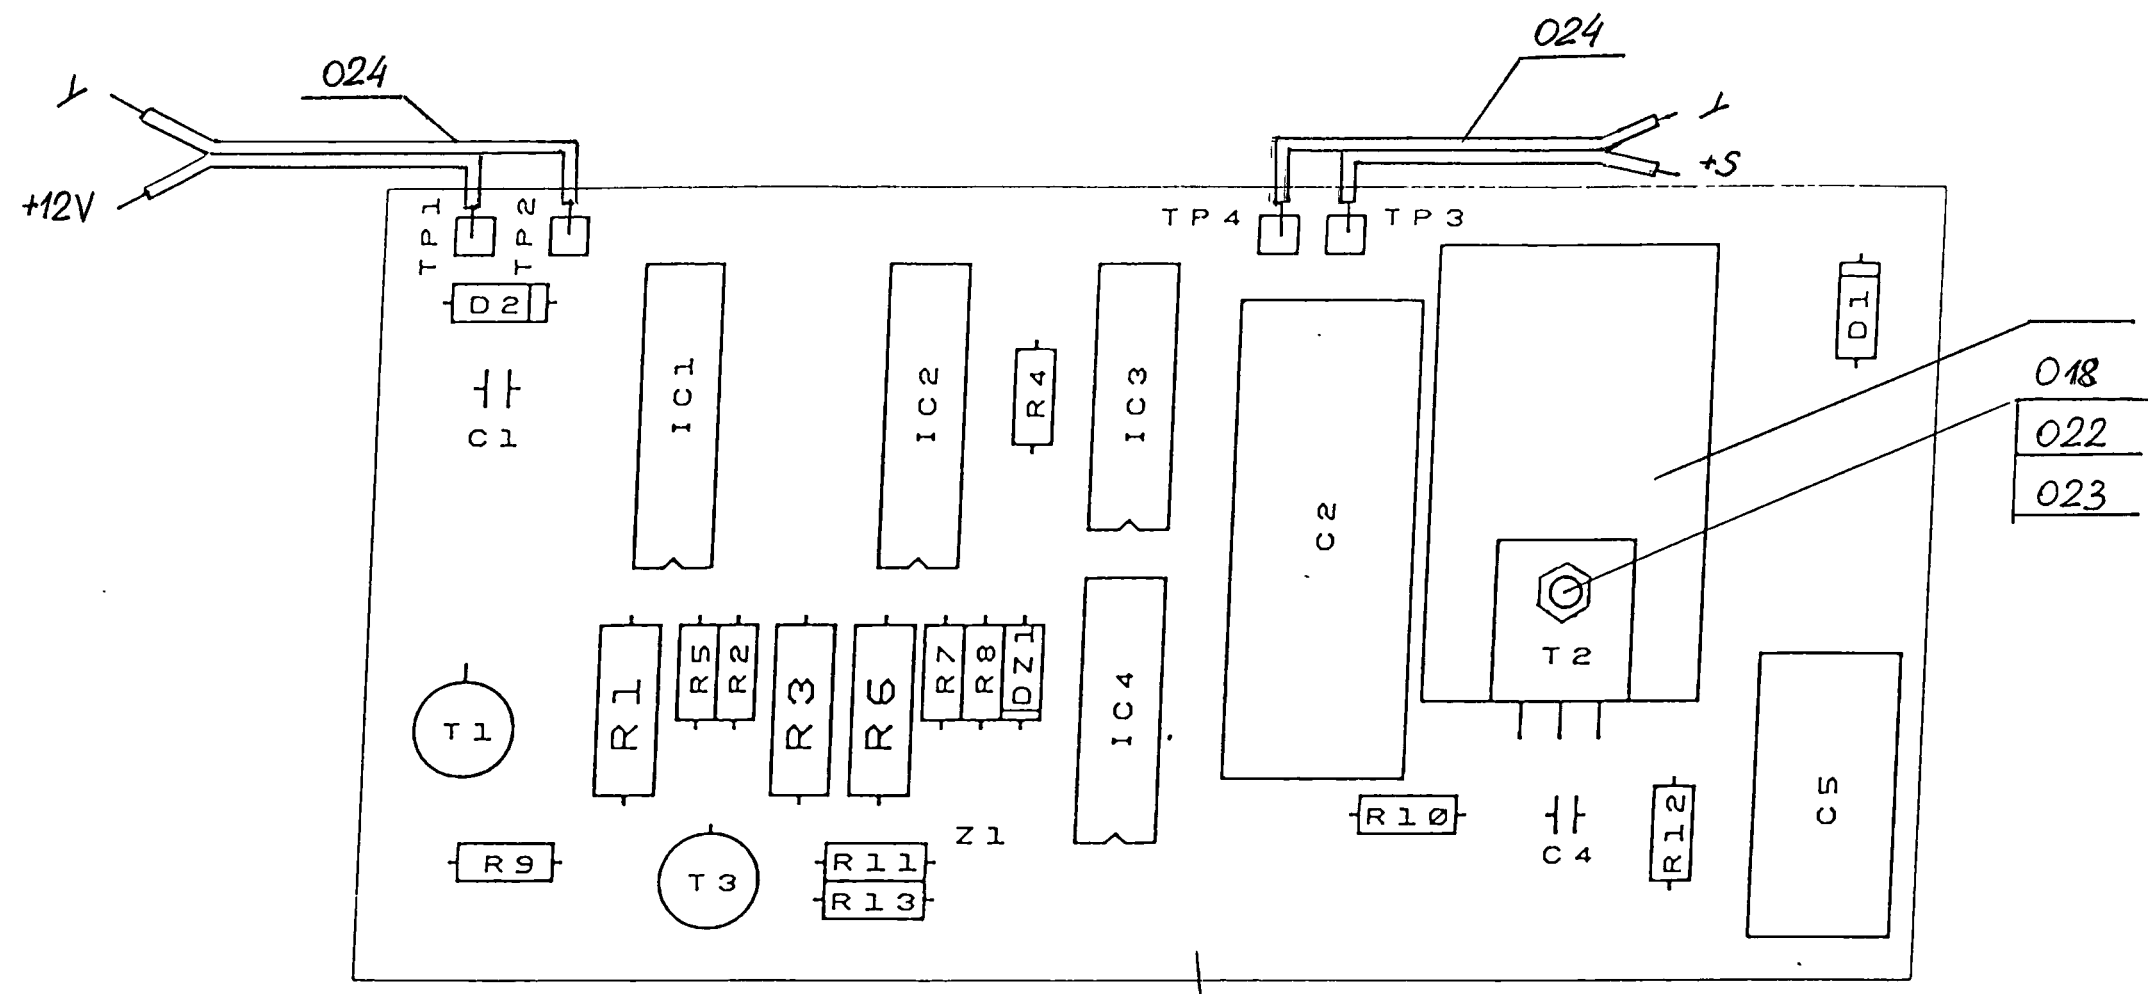 024
024
+12V
+5
TP1
TP2
TP4
TP3
D2
D1
C1
IC1
IC2
R4
IC3
C2
018
022
023
T2
R5
R2
R7
R8
DZ1
R1
R3
R6
IC4
T1
Z1
R10
C4
R12
C5
R9
T3
R11
R13